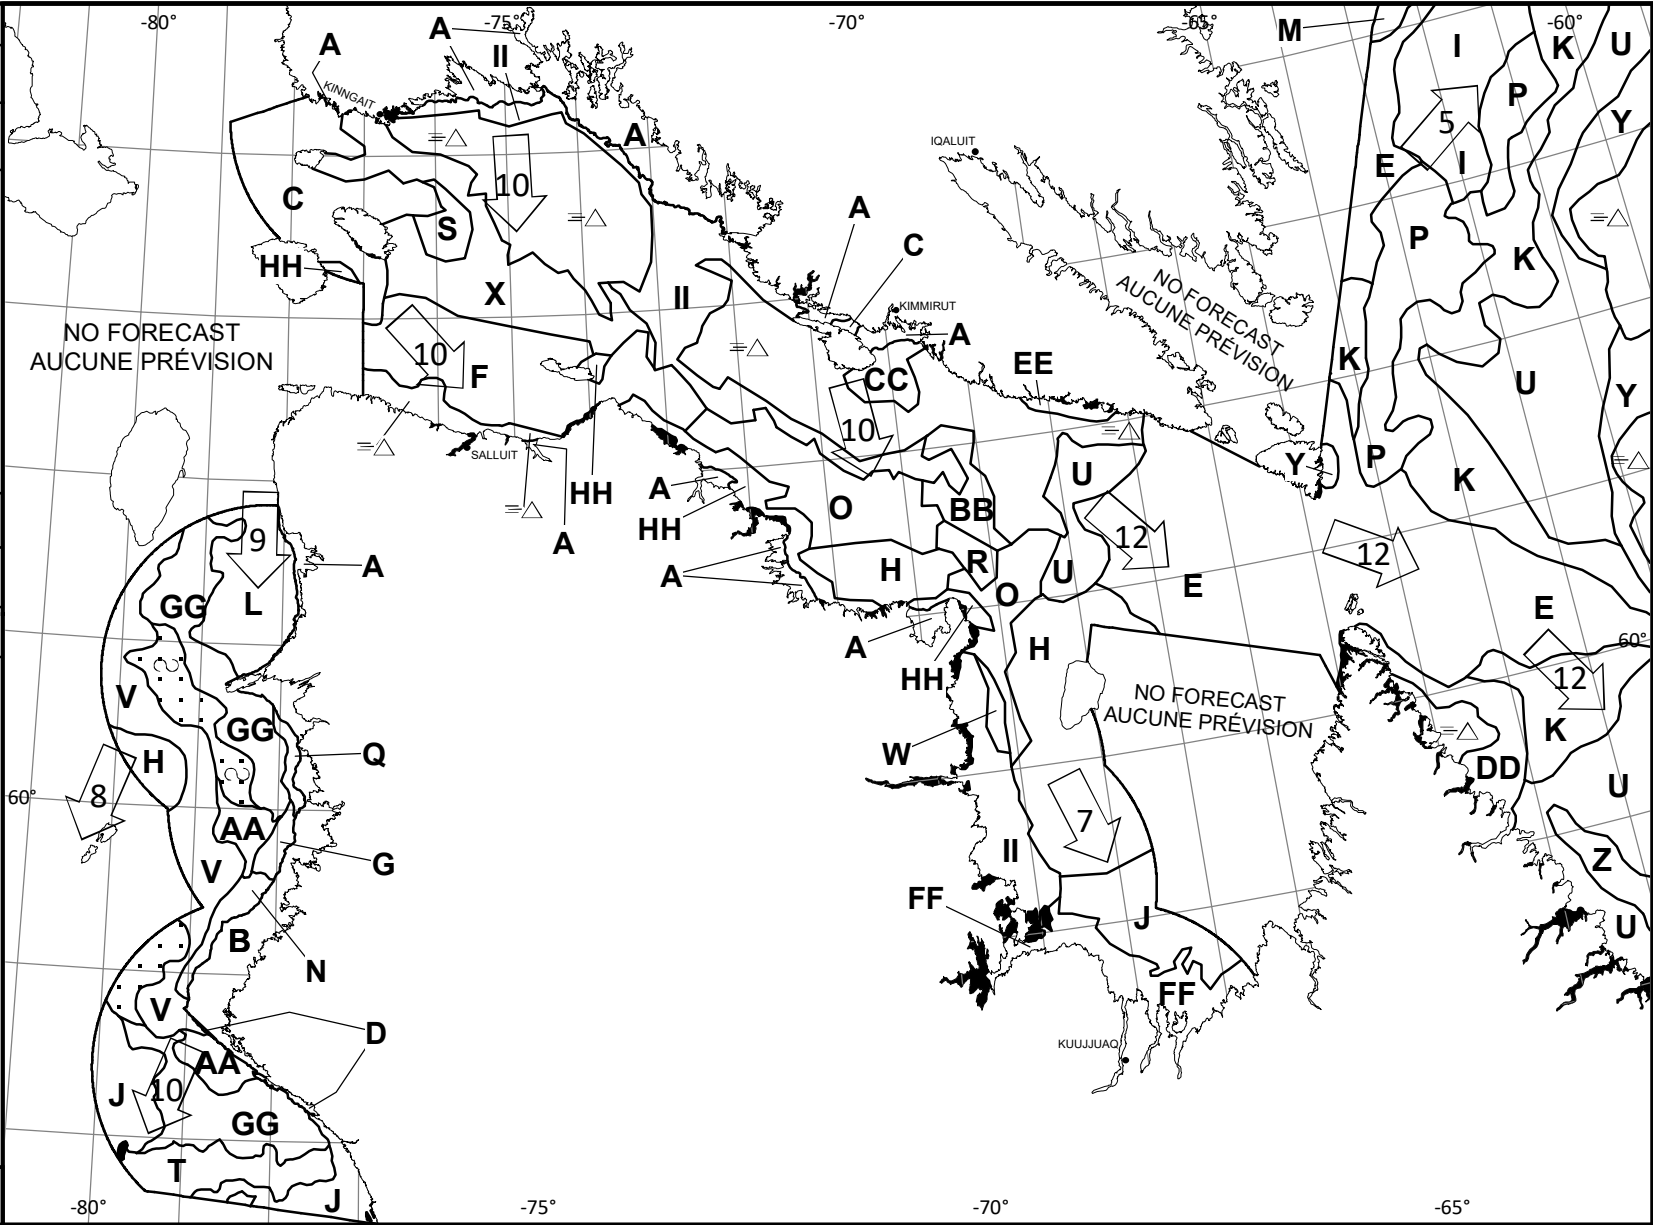 -80°
-75°
-70°
-65°
-60°
A
A
II
KINNGAIT
A
M
I
K
U
P
Y
5
I
E
IQALUIT
10
C
S
A
C
P
K
HH
X
II
NO FORECAST
AUCUNE PRÉVISION
KIMMIRUT
A
NO FORECAST
AUCUNE PRÉVISION
10
F
EE
CC
K
U
Y
10
SALLUIT
HH
A
HH
A
O
BB
U
Y
P
K
9
A
L
GG
A
H
R
O
U
12
E
12
E
60°
A
HH
H
V
GG
Q
W
NO FORECAST
AUCUNE PRÉVISION
12
K
DD
U
H
8
60°
AA
G
V
7
II
Z
FF
J
U
B
N
V
FF
D
KUUJJUAQ
AA
J
10
GG
T
J
-80°
-75°
-70°
-65°